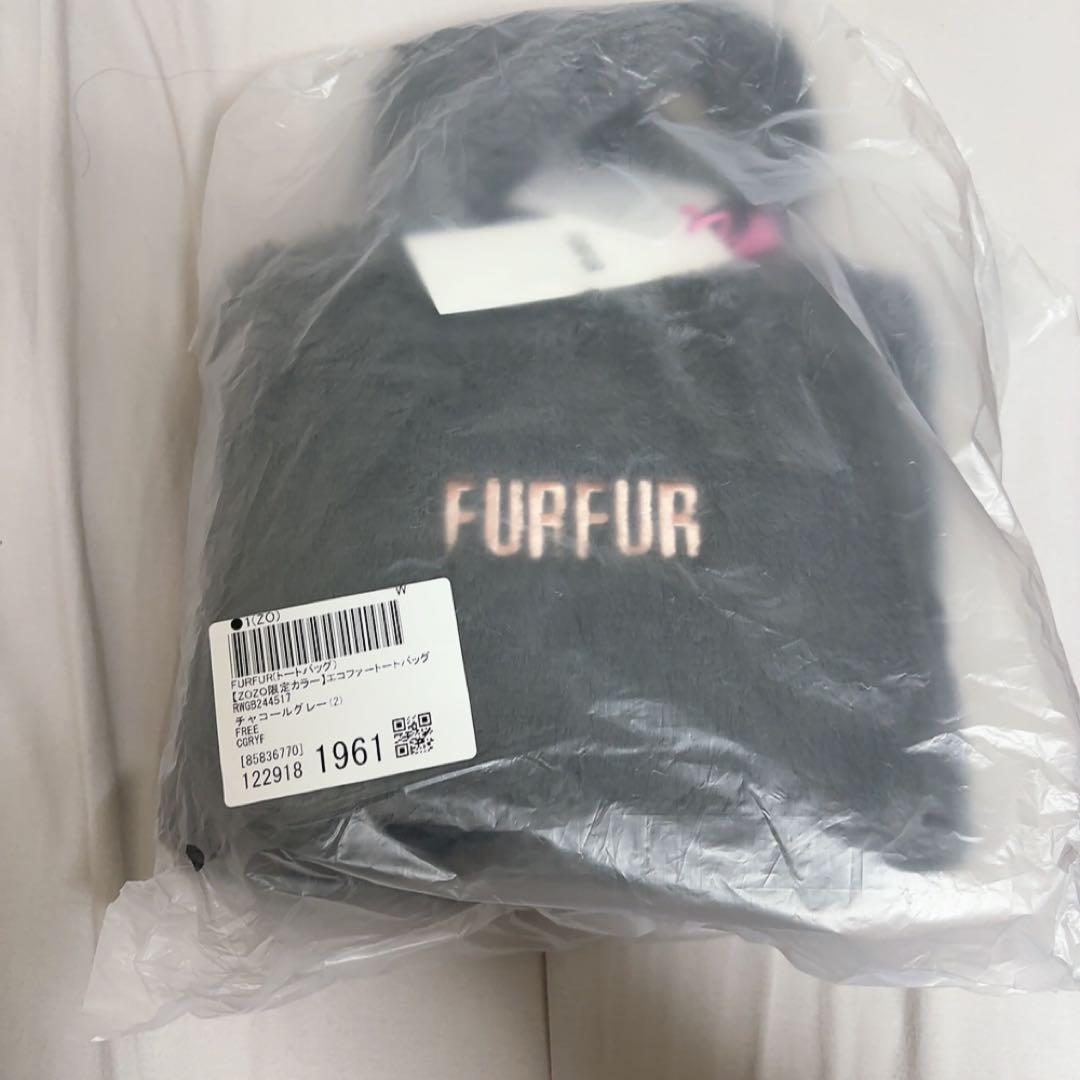 FURFUR
W
1(ZO)
FURFUR(トートバッグ)
【ZOZO限定カラー】エコファートートバッグ
RWGB244517
チャコールグレー(2)
FREE
CGRYF
[85836770]
122918 1961